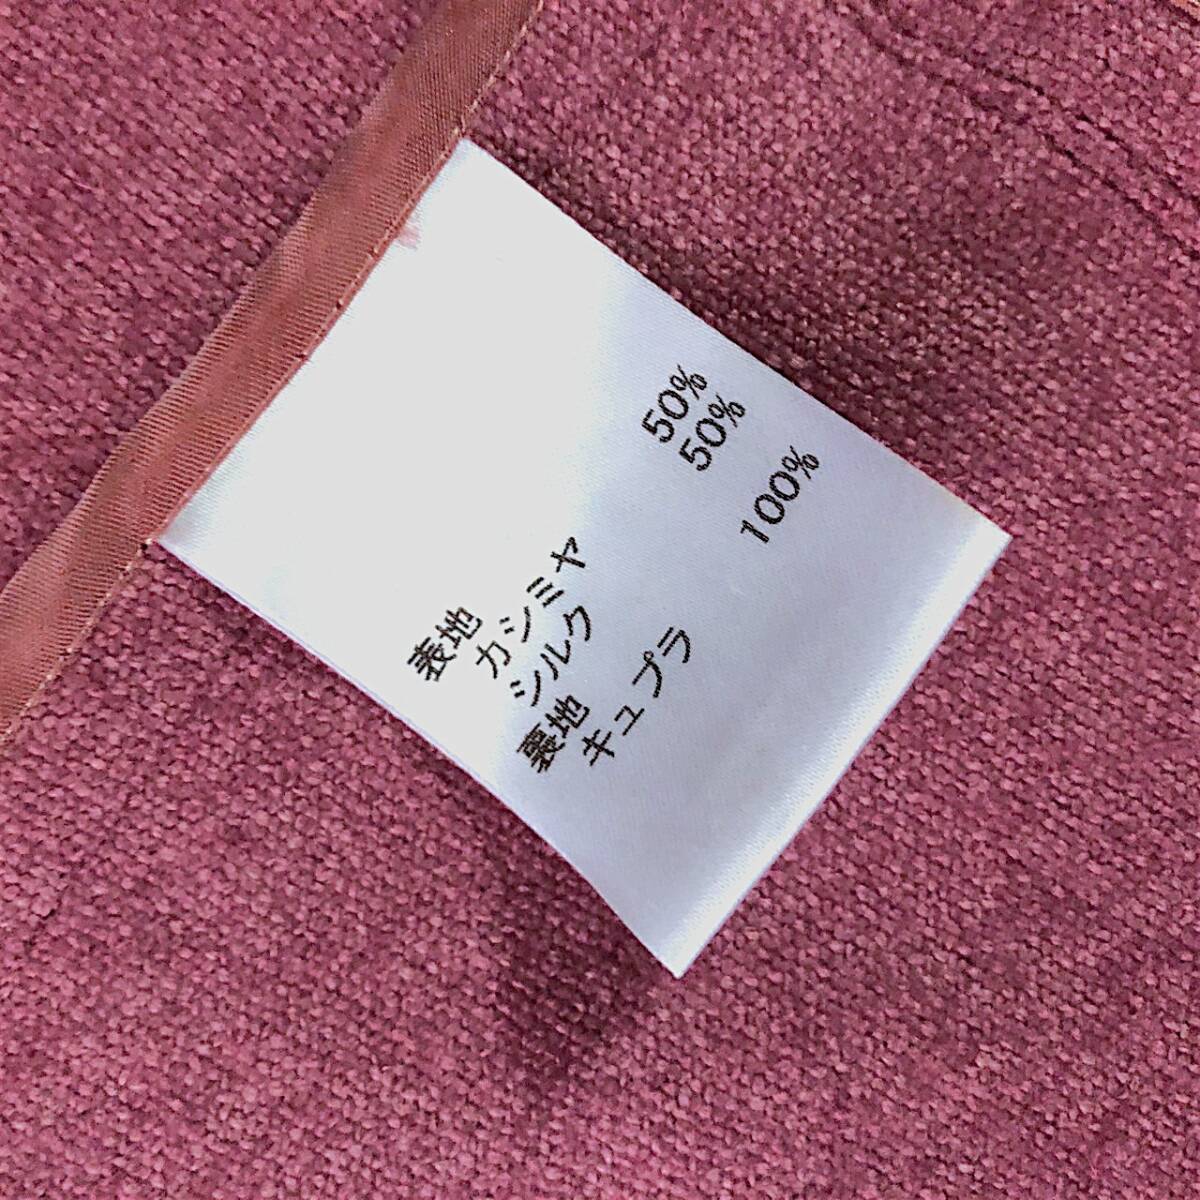 表地
カシミヤ 50%
シルク 50%
裏地
キュプラ 100%